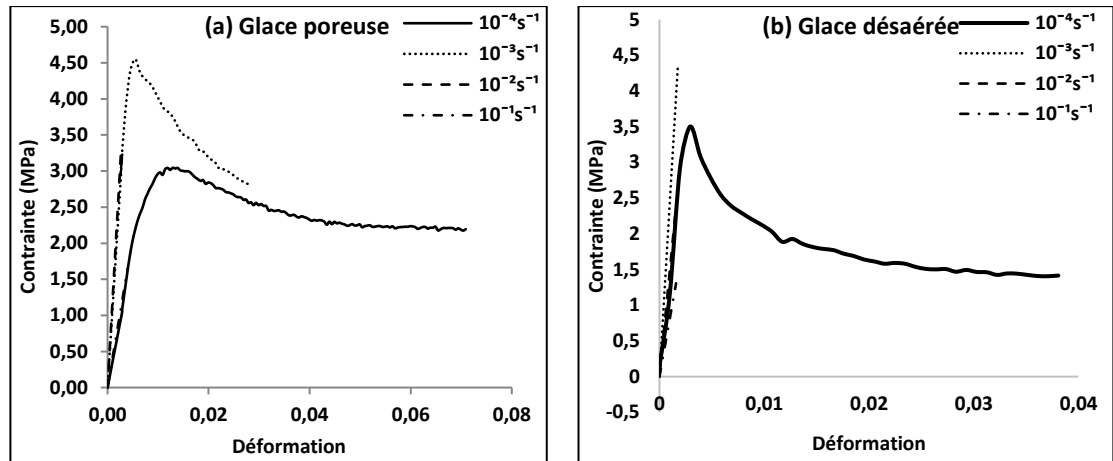 (a) Glace poreuse
10⁻⁴s⁻¹
10⁻³s⁻¹
10⁻²s⁻¹
10⁻¹s⁻¹
Contrainte (MPa)
5,00
4,50
4,00
3,50
3,00
2,50
2,00
1,50
1,00
0,50
0,00
0,00 0,02 0,04 0,06 0,08
Déformation
(b) Glace désaérée
10⁻⁴s⁻¹
10⁻³s⁻¹
10⁻²s⁻¹
10⁻¹s⁻¹
Contrainte (MPa)
5
4,5
4
3,5
3
2,5
2
1,5
1
0,5
0
-0,5
0 0,01 0,02 0,03 0,04
Déformation